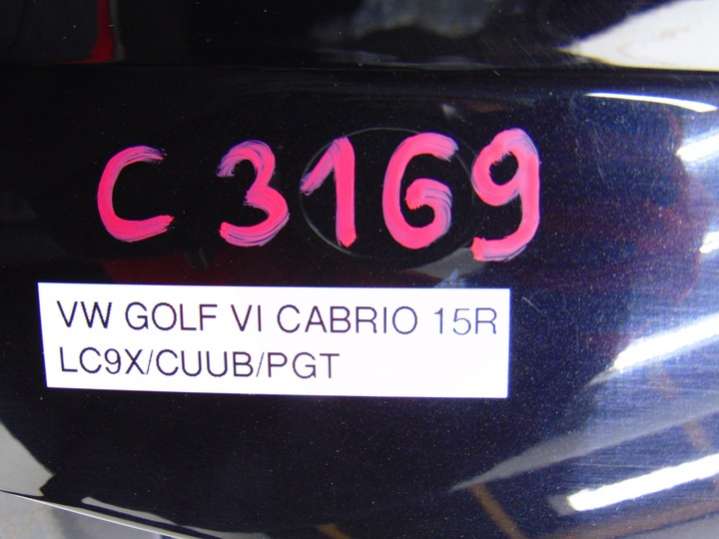 C 3169
VW GOLF VI CABRIO 15R
LC9X/CUUB/PGT